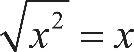 √x² = x